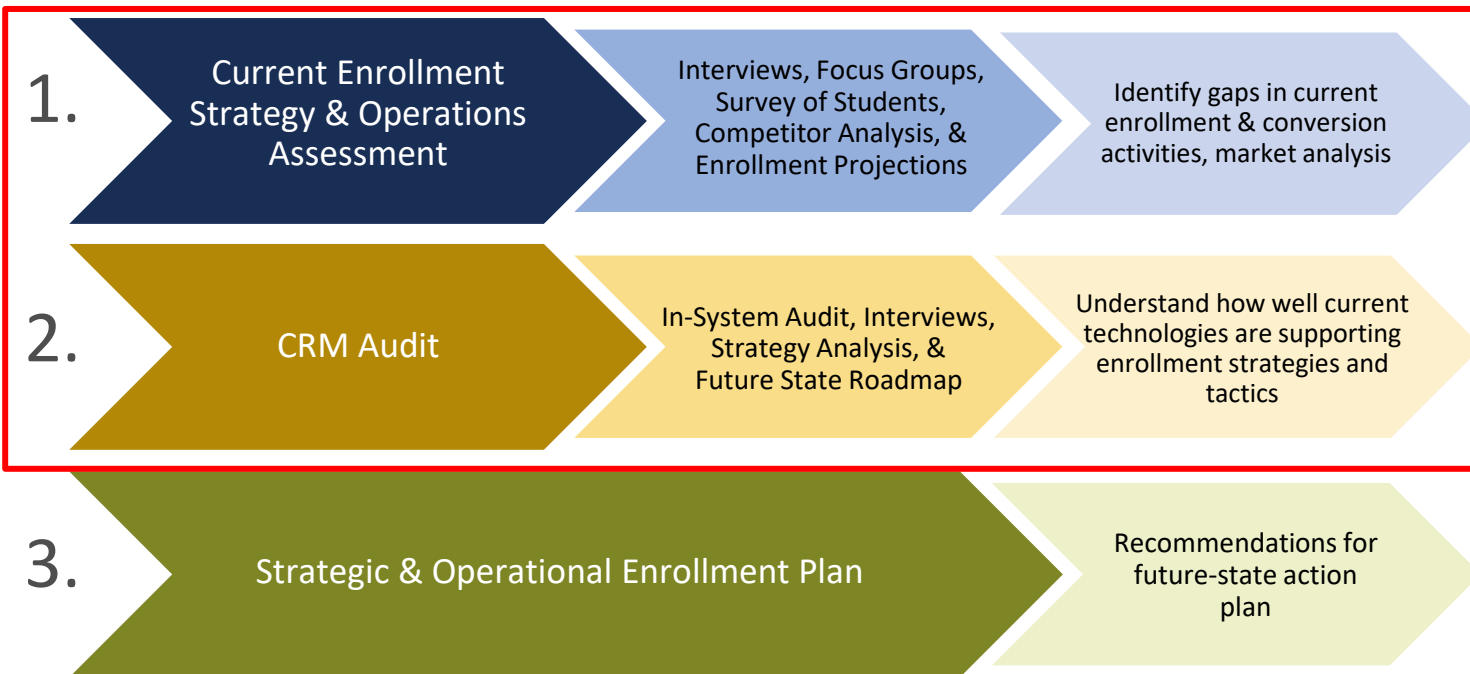 1.
Current Enrollment
Strategy & Operations
Assessment
Interviews, Focus Groups,
Survey of Students,
Competitor Analysis, &
Enrollment Projections
Identify gaps in current
enrollment & conversion
activities, market analysis
2.
CRM Audit
In-System Audit, Interviews,
Strategy Analysis, &
Future State Roadmap
Understand how well current
technologies are supporting
enrollment strategies and
tactics
3.
Strategic & Operational Enrollment Plan
Recommendations for
future-state action
plan